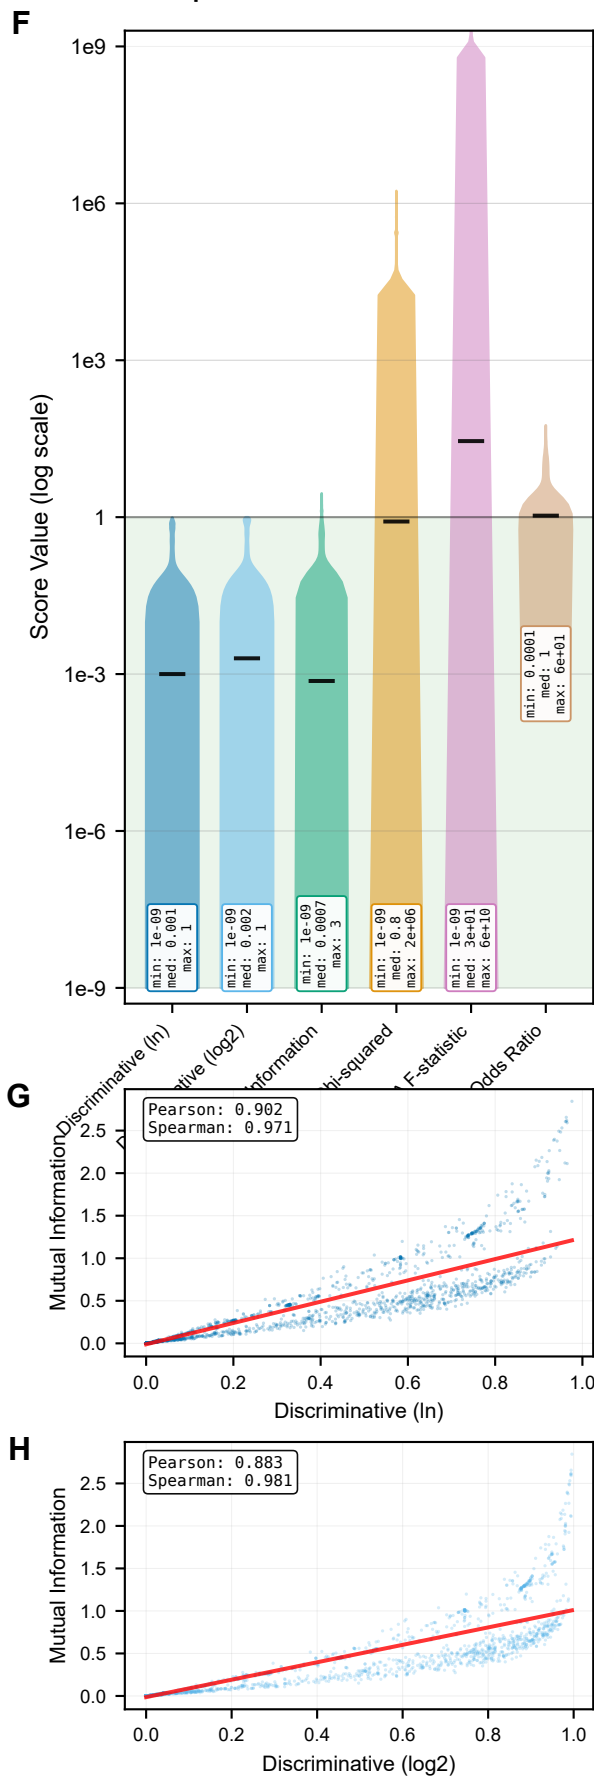 F
1e9
1e6
1e3
1
1e-3
1e-6
1e-9
Score Value (log scale)
min: 1e-09
med: 0.001
max: 1
min: 1e-09
med: 0.002
max: 1
min: 1e-09
med: 0.0007
max: 3
min: 1e-09
med: 0.8
max: 2e+06
min: 1e-09
med: 3e+01
max: 6e+10
min: 0.0001
med: 1
max: 6e+01
Discriminative (ln)
ative (log2)
nformation
hi-squared
F-statistic
Odds Ratio
G
Pearson: 0.902
Spearman: 0.971
2.5
2.0
1.5
1.0
0.5
0.0
Mutual Information
0.0 0.2 0.4 0.6 0.8 1.0
Discriminative (ln)
H
Pearson: 0.883
Spearman: 0.981
2.5
2.0
1.5
1.0
0.5
0.0
Mutual Information
0.0 0.2 0.4 0.6 0.8 1.0
Discriminative (log2)